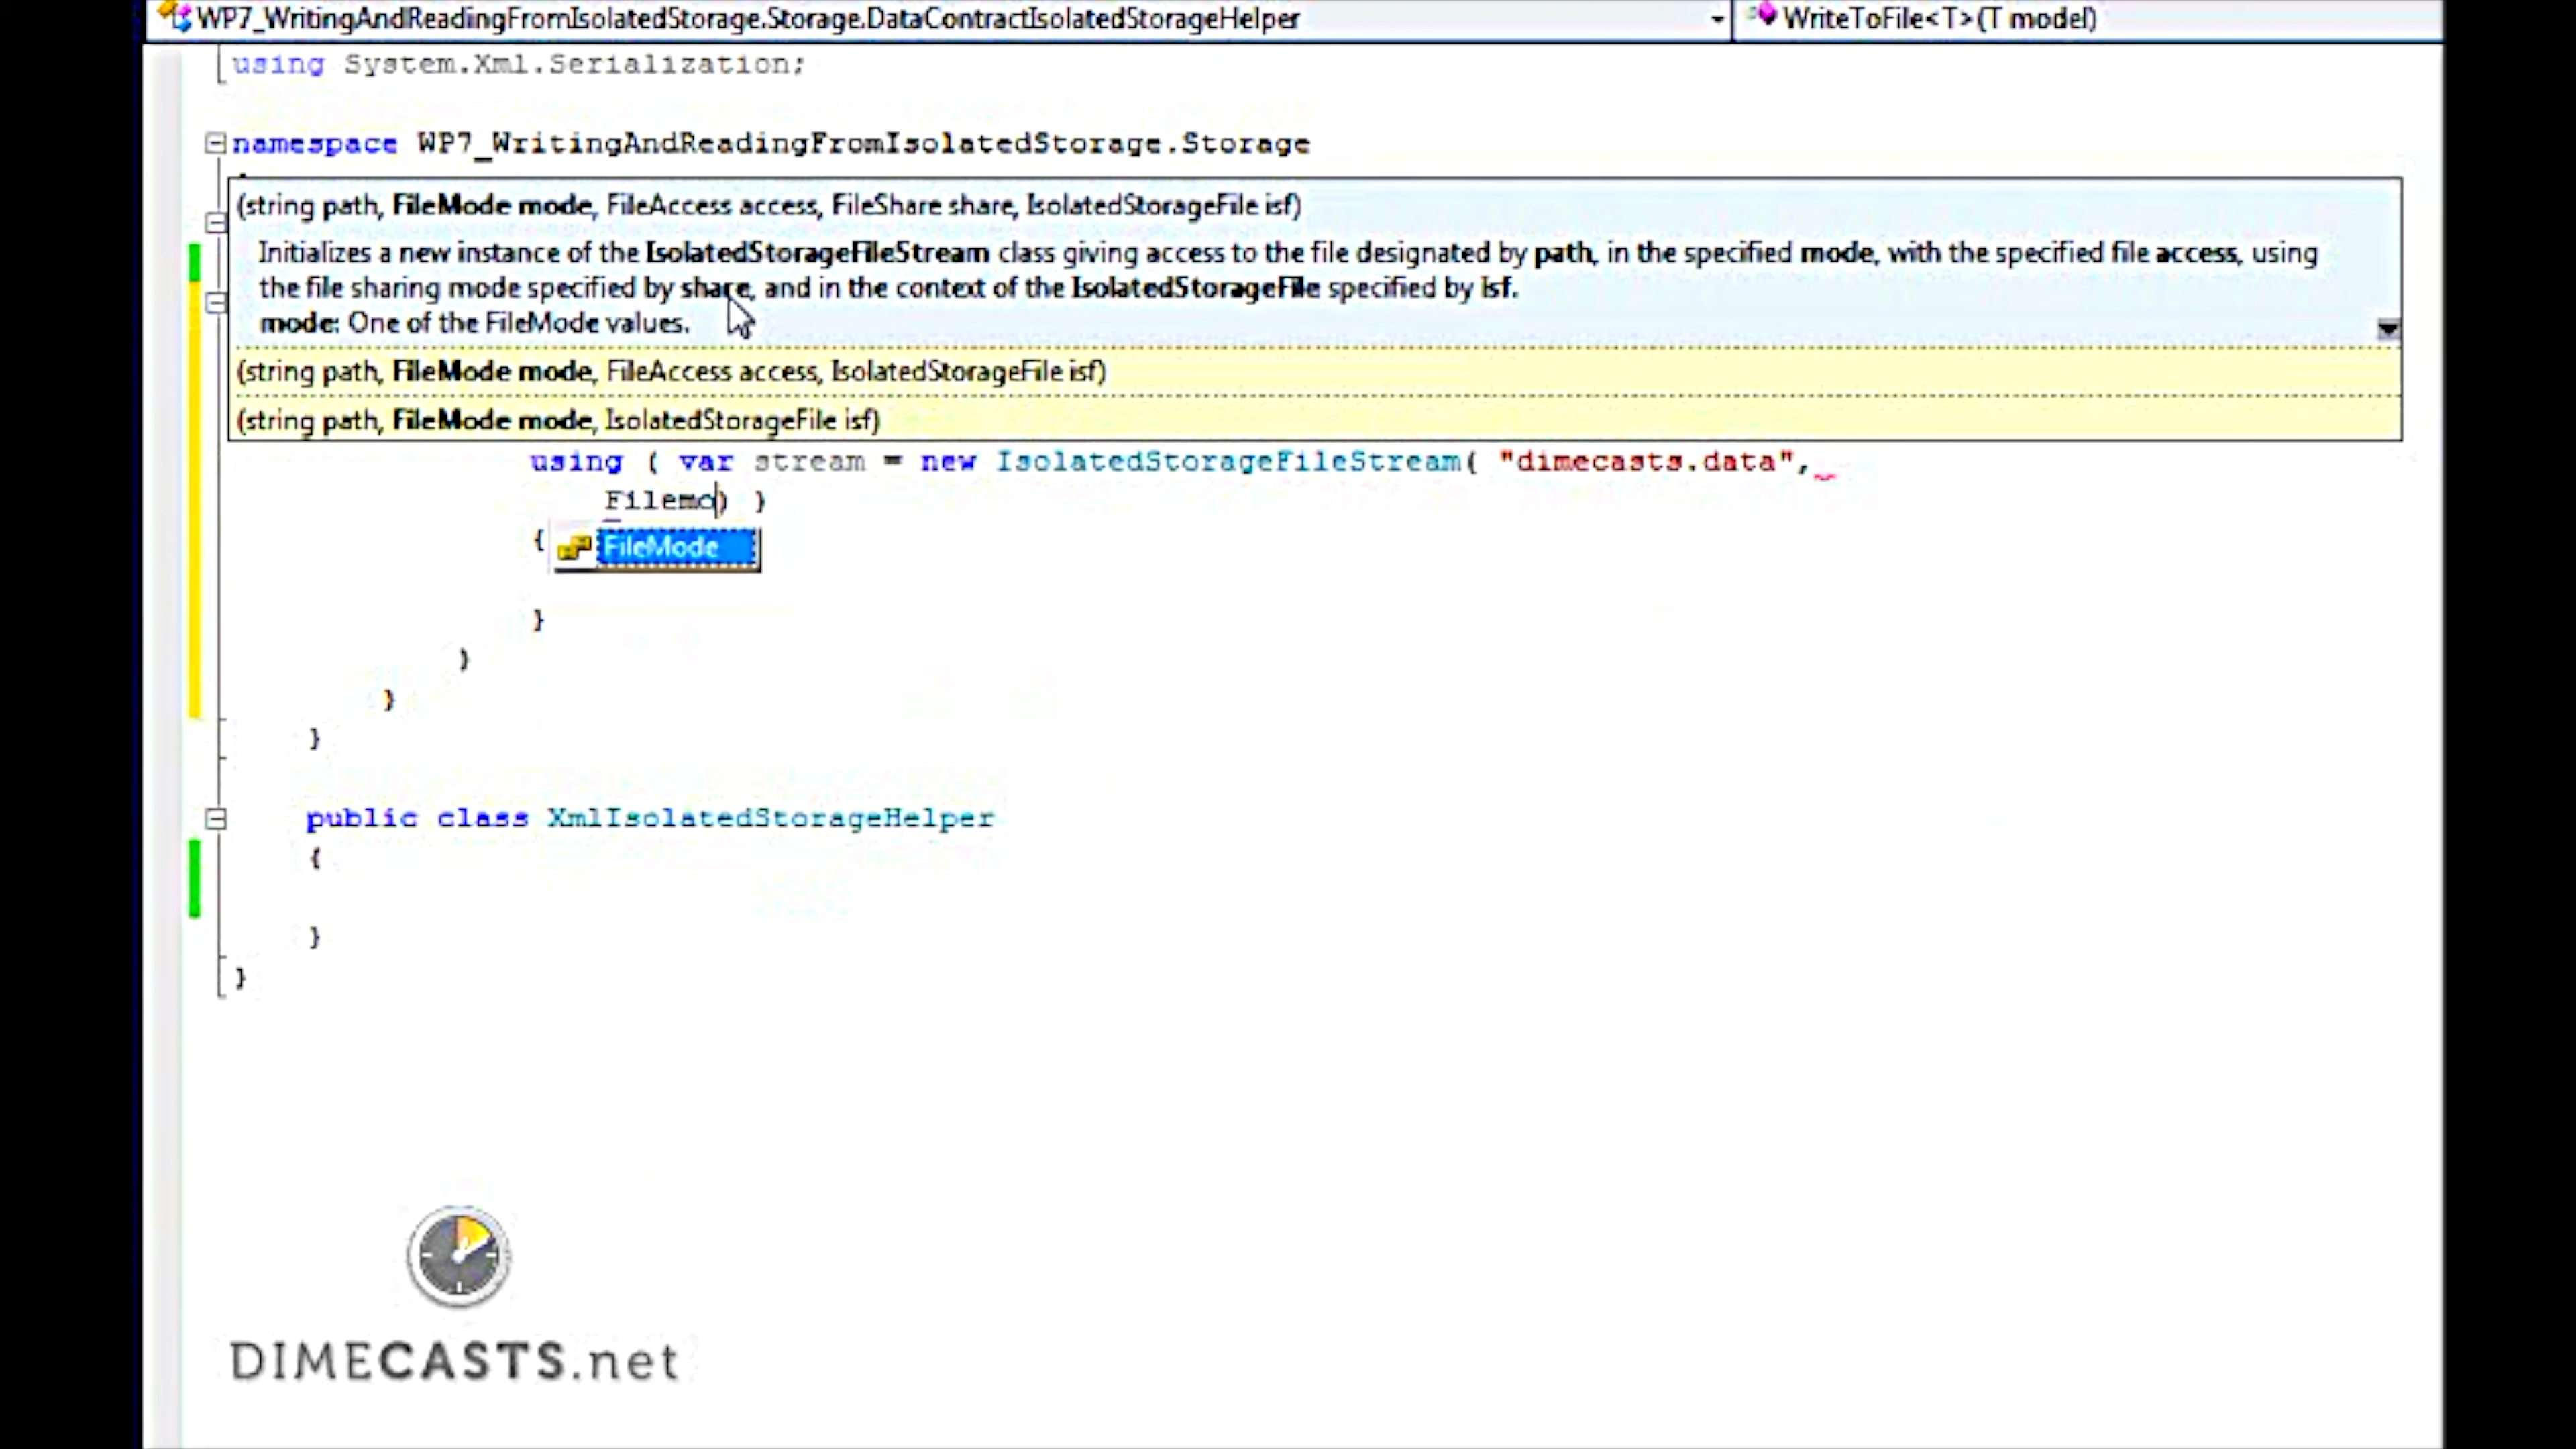 WP7_WritingAndReadingFromIsolatedStorage.Storage.DataContractIsolatedStorageHelper
WriteToFile<T>(T model)
using System.Xml.Serialization;
namespace WP7_WritingAndReadingFromIsolatedStorage.Storage
(string path, FileMode mode, FileAccess access, FileShare share, IsolatedStorageFile isf)
Initializes a new instance of the IsolatedStorageFileStream class giving access to the file designated by path, in the specified mode, with the specified file access, using
the file sharing mode specified by share, and in the context of the IsolatedStorageFile specified by isf.
mode: One of the FileMode values.
(string path, FileMode mode, FileAccess access, IsolatedStorageFile isf)
(string path, FileMode mode, IsolatedStorageFile isf)
using ( var stream = new IsolatedStorageFileStream( "dimecasts.data",
Filemo) )
{
FileMode
}
}
}
}
public class XmlIsolatedStorageHelper
{
}
}
DIMECASTS.net